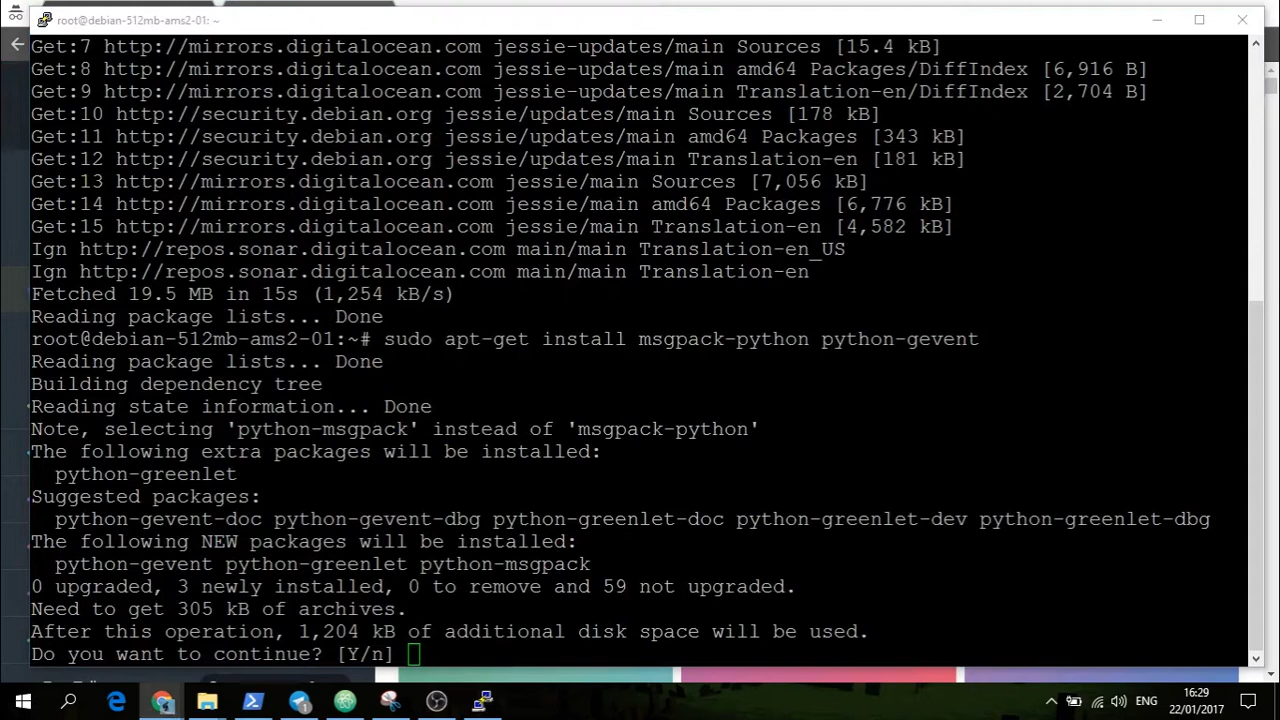 root@debian-512mb-ams2-01: ~
Get:7 http://mirrors.digitalocean.com jessie-updates/main Sources [15.4 kB]
Get:8 http://mirrors.digitalocean.com jessie-updates/main amd64 Packages/DiffIndex [6,916 B]
Get:9 http://mirrors.digitalocean.com jessie-updates/main Translation-en/DiffIndex [2,704 B]
Get:10 http://security.debian.org jessie/updates/main Sources [178 kB]
Get:11 http://security.debian.org jessie/updates/main amd64 Packages [343 kB]
Get:12 http://security.debian.org jessie/updates/main Translation-en [181 kB]
Get:13 http://mirrors.digitalocean.com jessie/main Sources [7,056 kB]
Get:14 http://mirrors.digitalocean.com jessie/main amd64 Packages [6,776 kB]
Get:15 http://mirrors.digitalocean.com jessie/main Translation-en [4,582 kB]
Ign http://repos.sonar.digitalocean.com main/main Translation-en_US
Ign http://repos.sonar.digitalocean.com main/main Translation-en
Fetched 19.5 MB in 15s (1,254 kB/s)
Reading package lists... Done
root@debian-512mb-ams2-01:~# sudo apt-get install msgpack-python python-gevent
Reading package lists... Done
Building dependency tree
Reading state information... Done
Note, selecting 'python-msgpack' instead of 'msgpack-python'
The following extra packages will be installed:
  python-greenlet
Suggested packages:
  python-gevent-doc python-gevent-dbg python-greenlet-doc python-greenlet-dev python-greenlet-dbg
The following NEW packages will be installed:
  python-gevent python-greenlet python-msgpack
0 upgraded, 3 newly installed, 0 to remove and 59 not upgraded.
Need to get 305 kB of archives.
After this operation, 1,204 kB of additional disk space will be used.
Do you want to continue? [Y/n]
ENG
16:29
22/01/2017